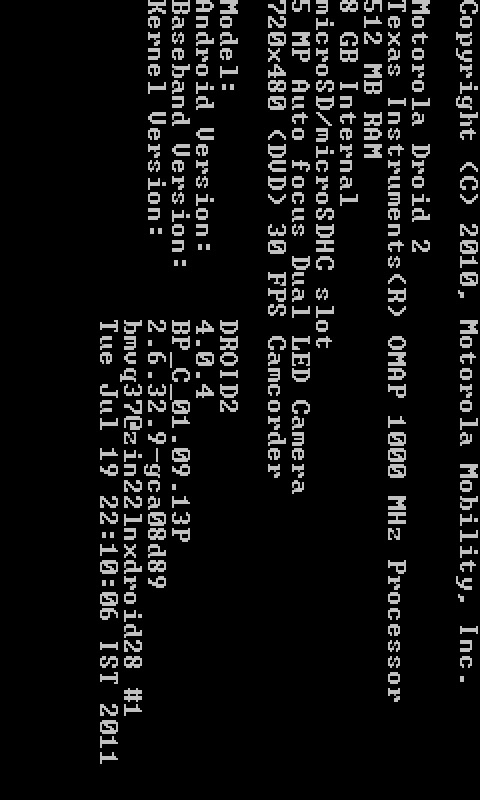 Copyright (C) 2010, Motorola Mobility, Inc.
Motorola Droid 2
Texas Instruments(R) OMAP 1000 MHz Processor
512 MB RAM
8 GB Internal
microSD/microSDHC slot
5 MP Auto focus Dual LED Camera
720x480 (DVD) 30 FPS Camcorder
Model: DROID2
Android Version: 4.0.4
Baseband Version: BP_C_01.09.13P
Kernel Version: 2.6.32.9-gca08d89
bmvq37@zin22lnxdroid28 #1
Tue Jul 19 22:10:06 IST 2011